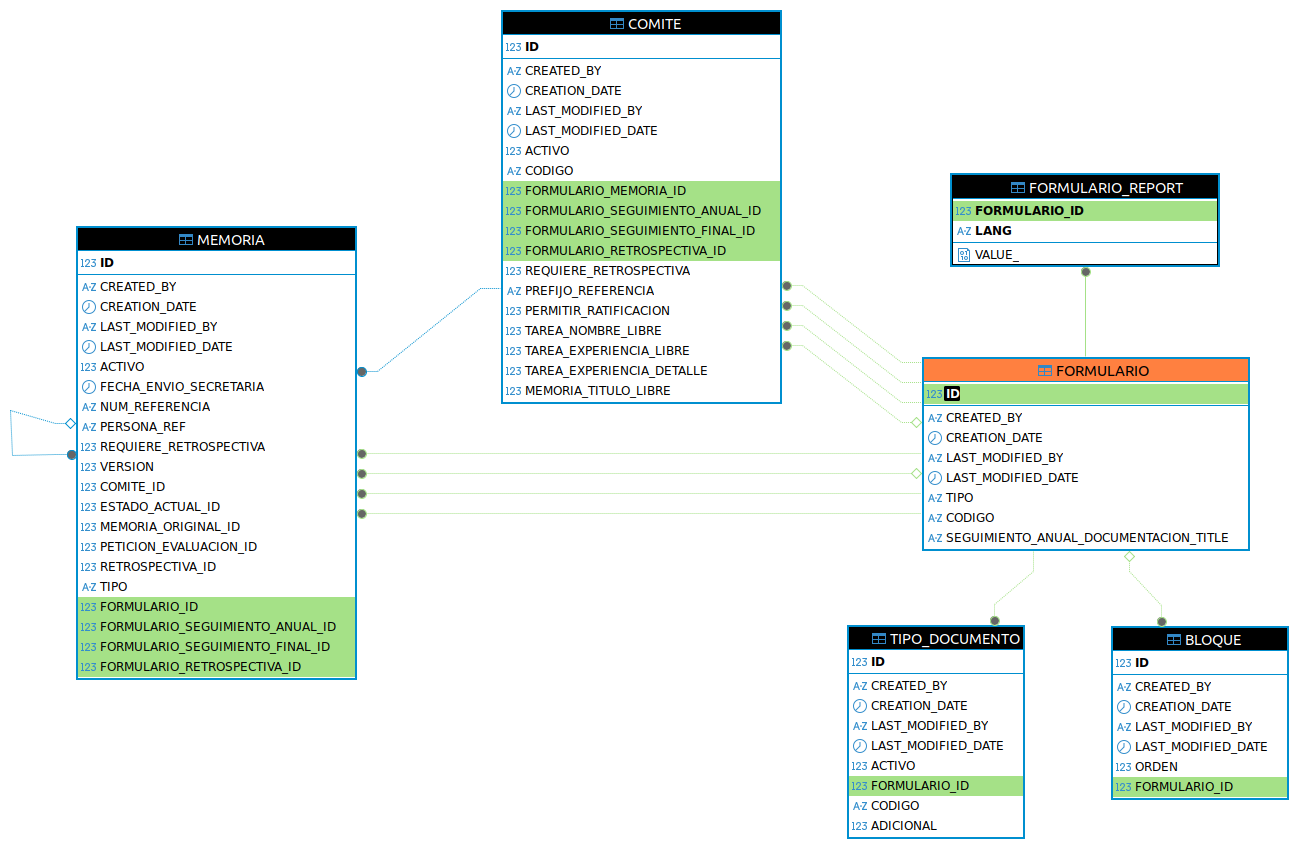 COMITE
123 ID
A-Z CREATED_BY
CREATION_DATE
A-Z LAST_MODIFIED_BY
LAST_MODIFIED_DATE
123 ACTIVO
A-Z CODIGO
123 FORMULARIO_MEMORIA_ID
123 FORMULARIO_SEGUIMIENTO_ANUAL_ID
123 FORMULARIO_SEGUIMIENTO_FINAL_ID
123 FORMULARIO_RETROSPECTIVA_ID
123 REQUIERE_RETROSPECTIVA
A-Z PREFIJO_REFERENCIA
123 PERMITIR_RATIFICACION
123 TAREA_NOMBRE_LIBRE
123 TAREA_EXPERIENCIA_LIBRE
123 TAREA_EXPERIENCIA_DETALLE
123 MEMORIA_TITULO_LIBRE
FORMULARIO_REPORT
123 FORMULARIO_ID
A-Z LANG
VALUE_
MEMORIA
123 ID
A-Z CREATED_BY
CREATION_DATE
A-Z LAST_MODIFIED_BY
LAST_MODIFIED_DATE
123 ACTIVO
FECHA_ENVIO_SECRETARIA
A-Z NUM_REFERENCIA
A-Z PERSONA_REF
123 REQUIERE_RETROSPECTIVA
123 VERSION
123 COMITE_ID
123 ESTADO_ACTUAL_ID
123 MEMORIA_ORIGINAL_ID
123 PETICION_EVALUACION_ID
123 RETROSPECTIVA_ID
A-Z TIPO
123 FORMULARIO_ID
123 FORMULARIO_SEGUIMIENTO_ANUAL_ID
123 FORMULARIO_SEGUIMIENTO_FINAL_ID
123 FORMULARIO_RETROSPECTIVA_ID
FORMULARIO
123 ID
A-Z CREATED_BY
CREATION_DATE
A-Z LAST_MODIFIED_BY
LAST_MODIFIED_DATE
A-Z TIPO
A-Z CODIGO
A-Z SEGUIMIENTO_ANUAL_DOCUMENTACION_TITLE
TIPO_DOCUMENTO
123 ID
A-Z CREATED_BY
CREATION_DATE
A-Z LAST_MODIFIED_BY
LAST_MODIFIED_DATE
123 ACTIVO
123 FORMULARIO_ID
A-Z CODIGO
123 ADICIONAL
BLOQUE
123 ID
A-Z CREATED_BY
CREATION_DATE
A-Z LAST_MODIFIED_BY
LAST_MODIFIED_DATE
123 ORDEN
123 FORMULARIO_ID